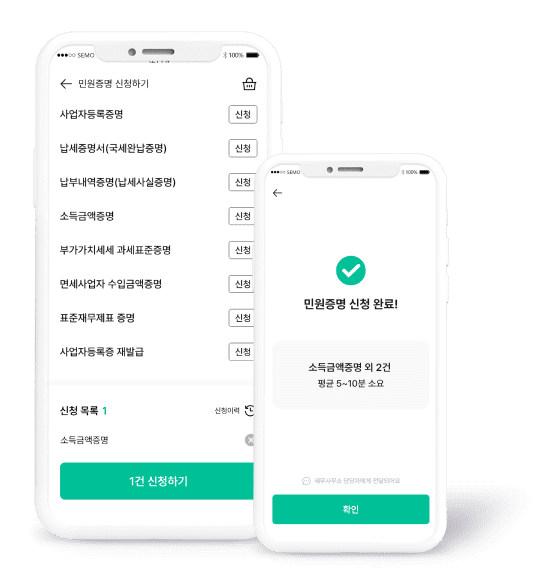 SEMO
100%
민원증명 신청하기
사업자등록증명
신청
납세증명서(국세완납증명)
신청
납부내역증명(납세사실증명)
신청
소득금액증명
신청
부가가치세세 과세표준증명
신청
면세사업자 수입금액증명
신청
표준재무제표 증명
신청
사업자등록증 재발급
신청
신청 목록 1
신청이력
소득금액증명
1건 신청하기
SEMO
100%
민원증명 신청 완료!
소득금액증명 외 2건
평균 5~10분 소요
세무사무소 담당자에게 전달되어요
확인